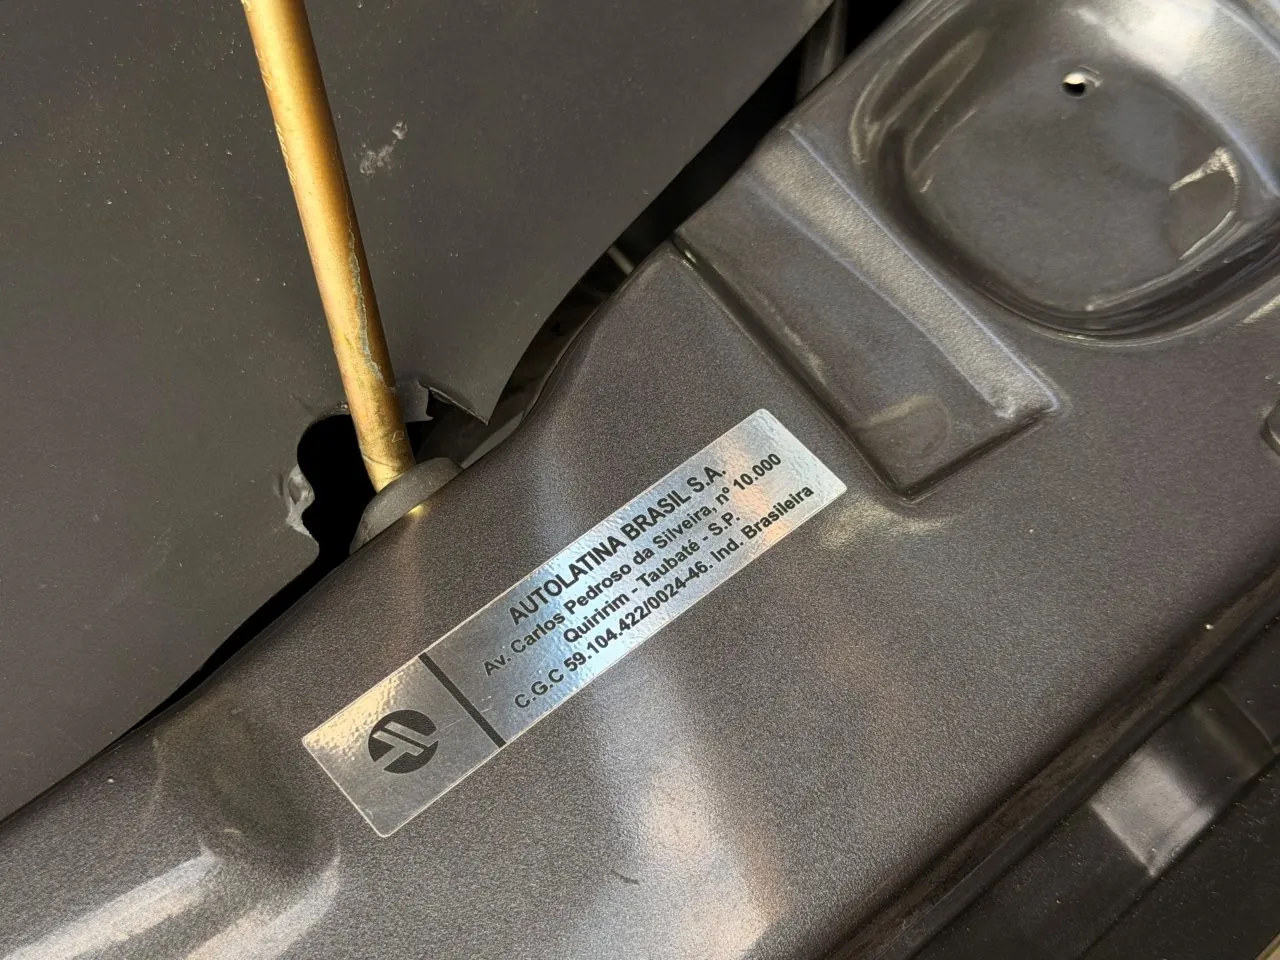 AUTOLATINA BRASIL S.A.
Av. Carlos Pedroso da Silveira, nº 10.000
Quiririm - Taubaté - S.P.
C.G.C 59.104.422/0024-46. Ind. Brasileira